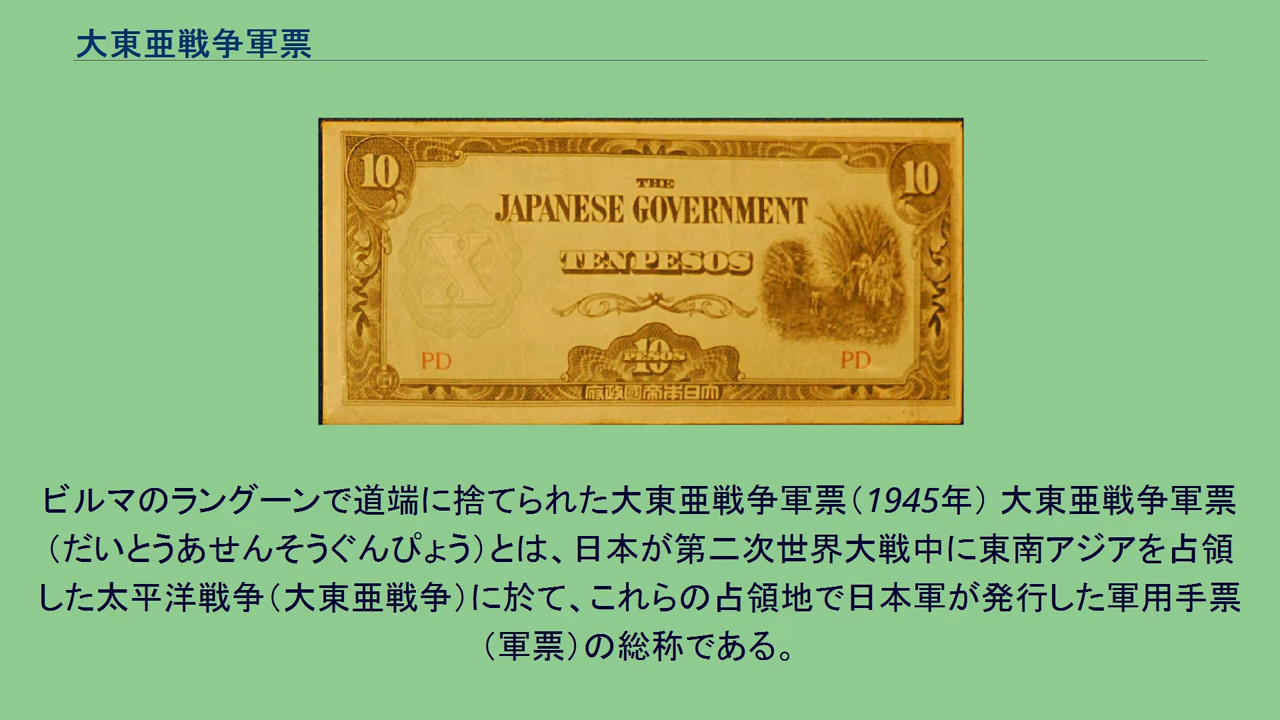 大東亜戦争軍票
10
10
THE
JAPANESE GOVERNMENT
TEN PESOS
X
PD
PD
10
PESOS
府政國帝本日大
ビルマのラングーンで道端に捨てられた大東亜戦争軍票（1945年） 大東亜戦争軍票
（だいとうあせんそうぐんぴょう）とは、日本が第二次世界大戦中に東南アジアを占領
した太平洋戦争（大東亜戦争）に於て、これらの占領地で日本軍が発行した軍用手票
（軍票）の総称である。